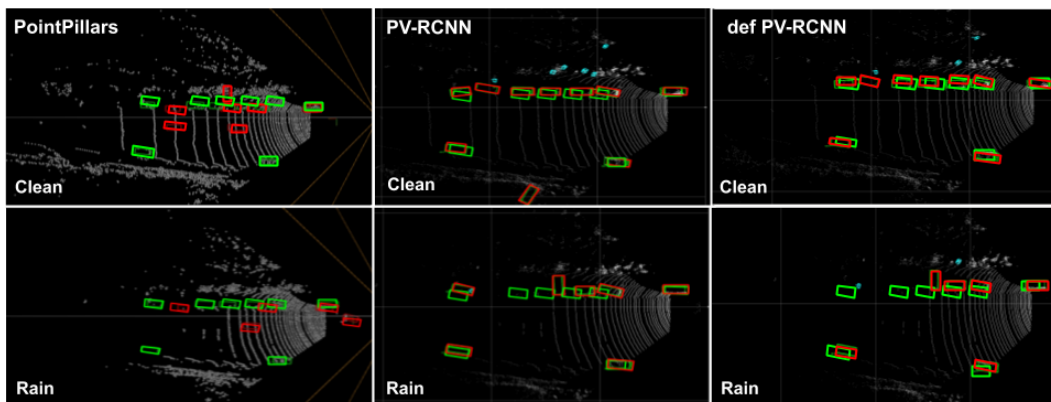 PointPillars
PV-RCNN
def PV-RCNN
Clean
Clean
Clean
Rain
Rain
Rain